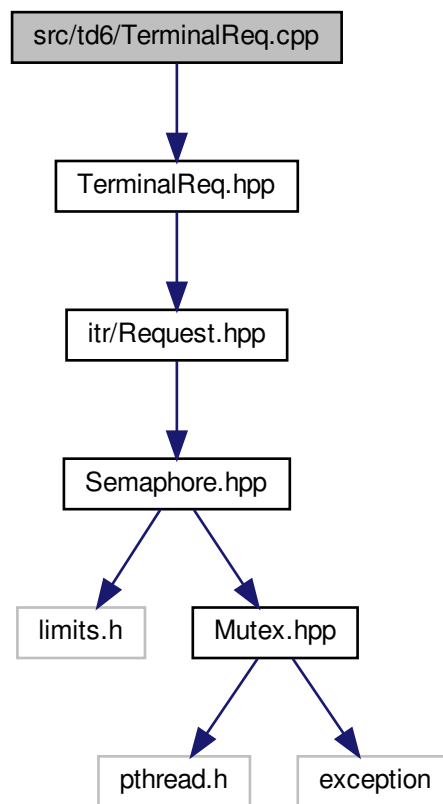 src/td6/TerminalReq.cpp
TerminalReq.hpp
itr/Request.hpp
Semaphore.hpp
limits.h
Mutex.hpp
pthread.h
exception